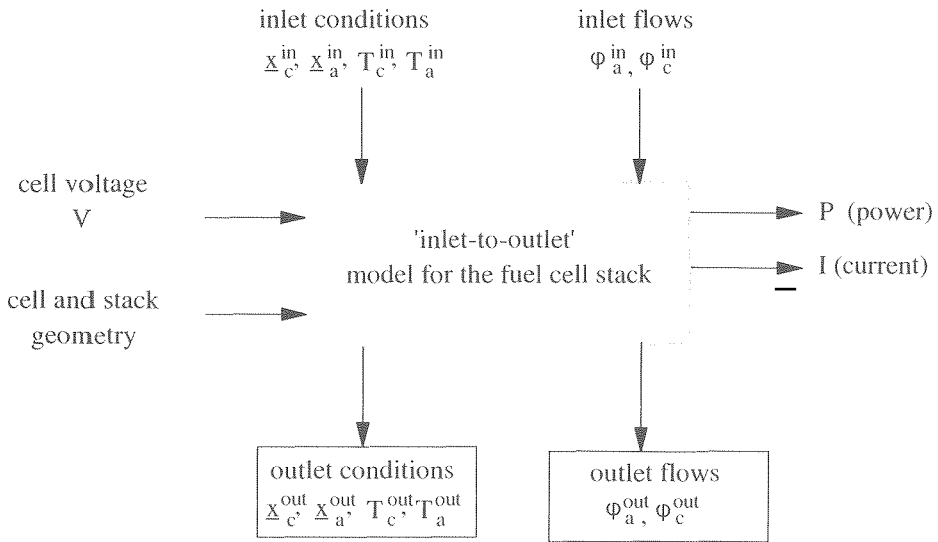 inlet conditions
x_c^in, x_a^in, T_c^in, T_a^in
inlet flows
φ_a^in, φ_c^in
cell voltage
V
cell and stack
geometry
'inlet-to-outlet'
model for the fuel cell stack
P (power)
I (current)
outlet conditions
x_c^out, x_a^out, T_c^out, T_a^out
outlet flows
φ_a^out, φ_c^out